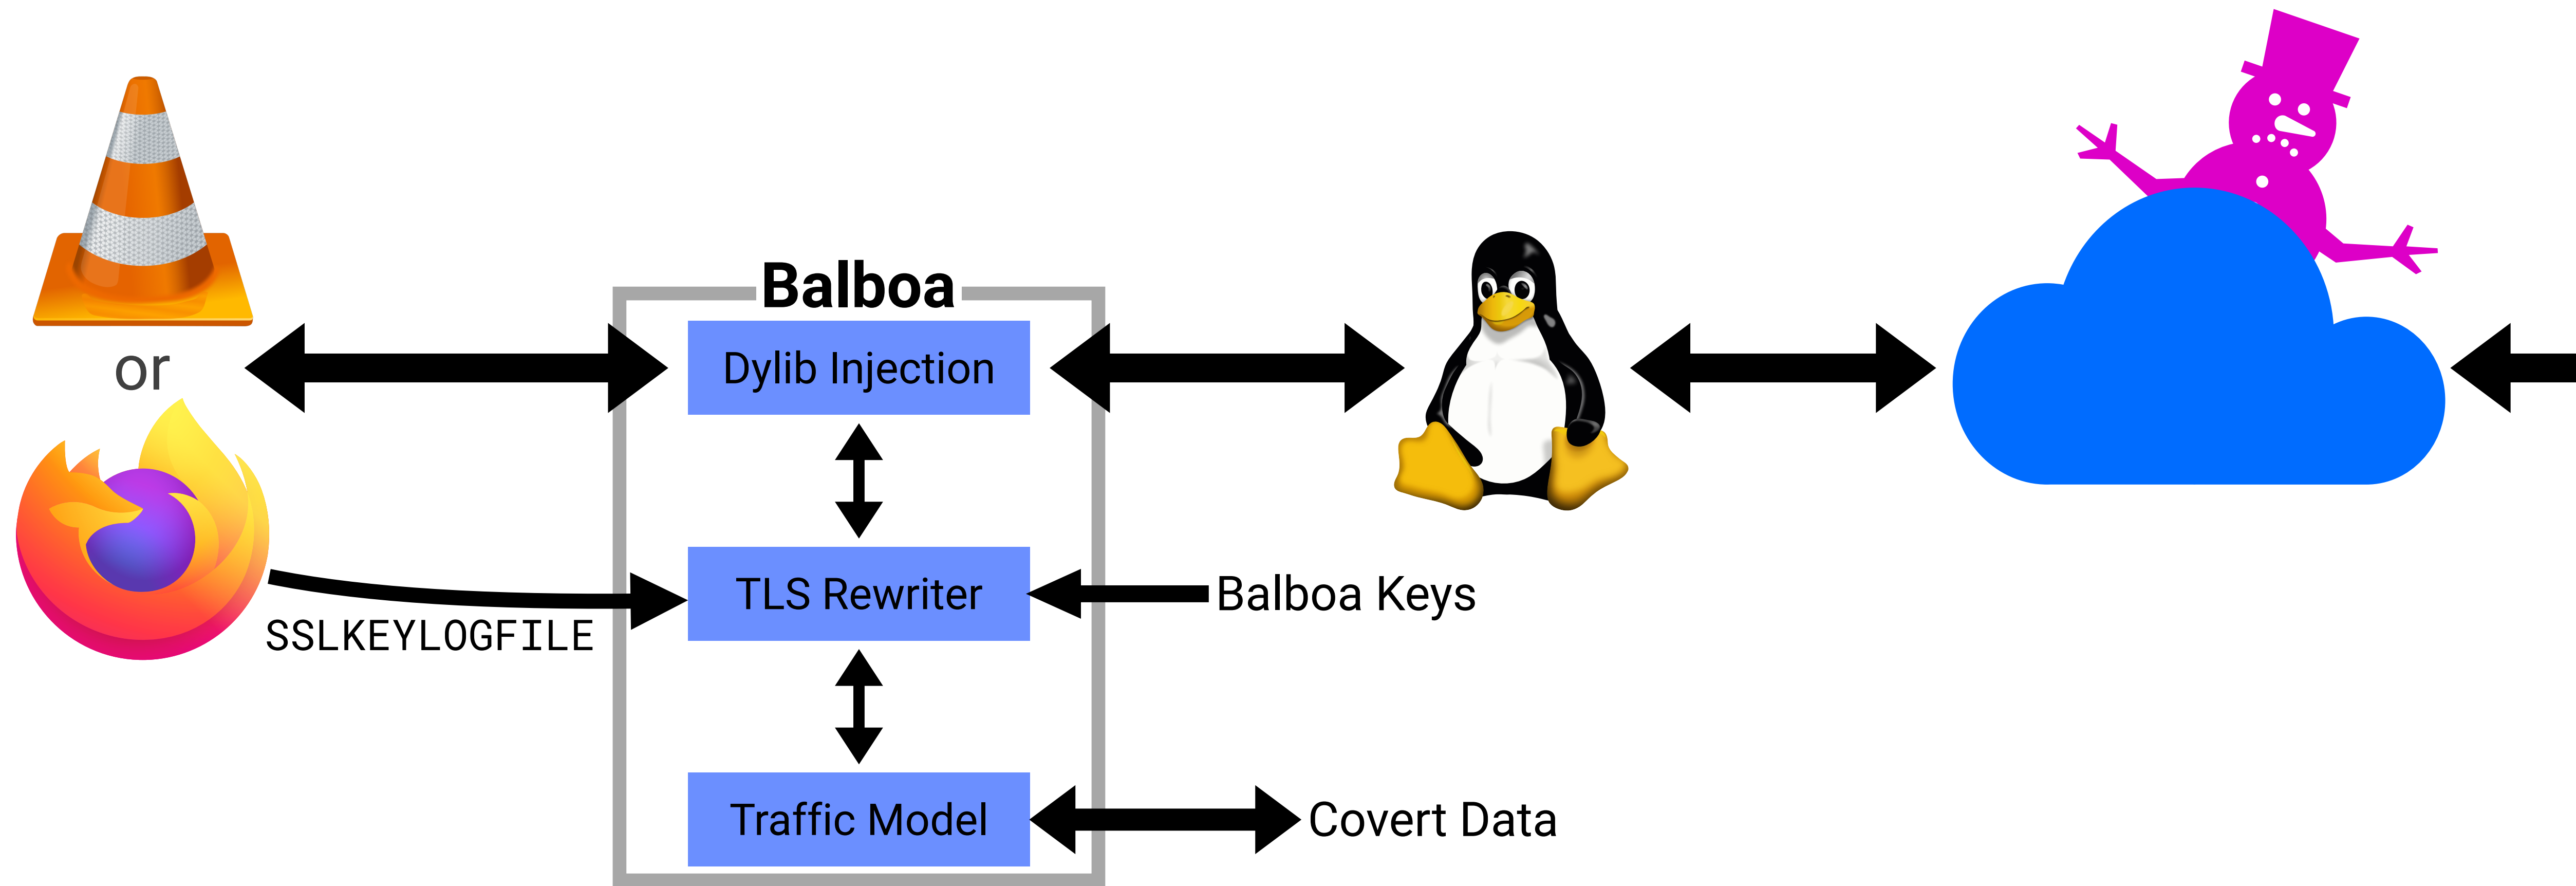 Balboa
Dylib Injection
or
TLS Rewriter
Balboa Keys
SSLKEYLOGFILE
Traffic Model
Covert Data